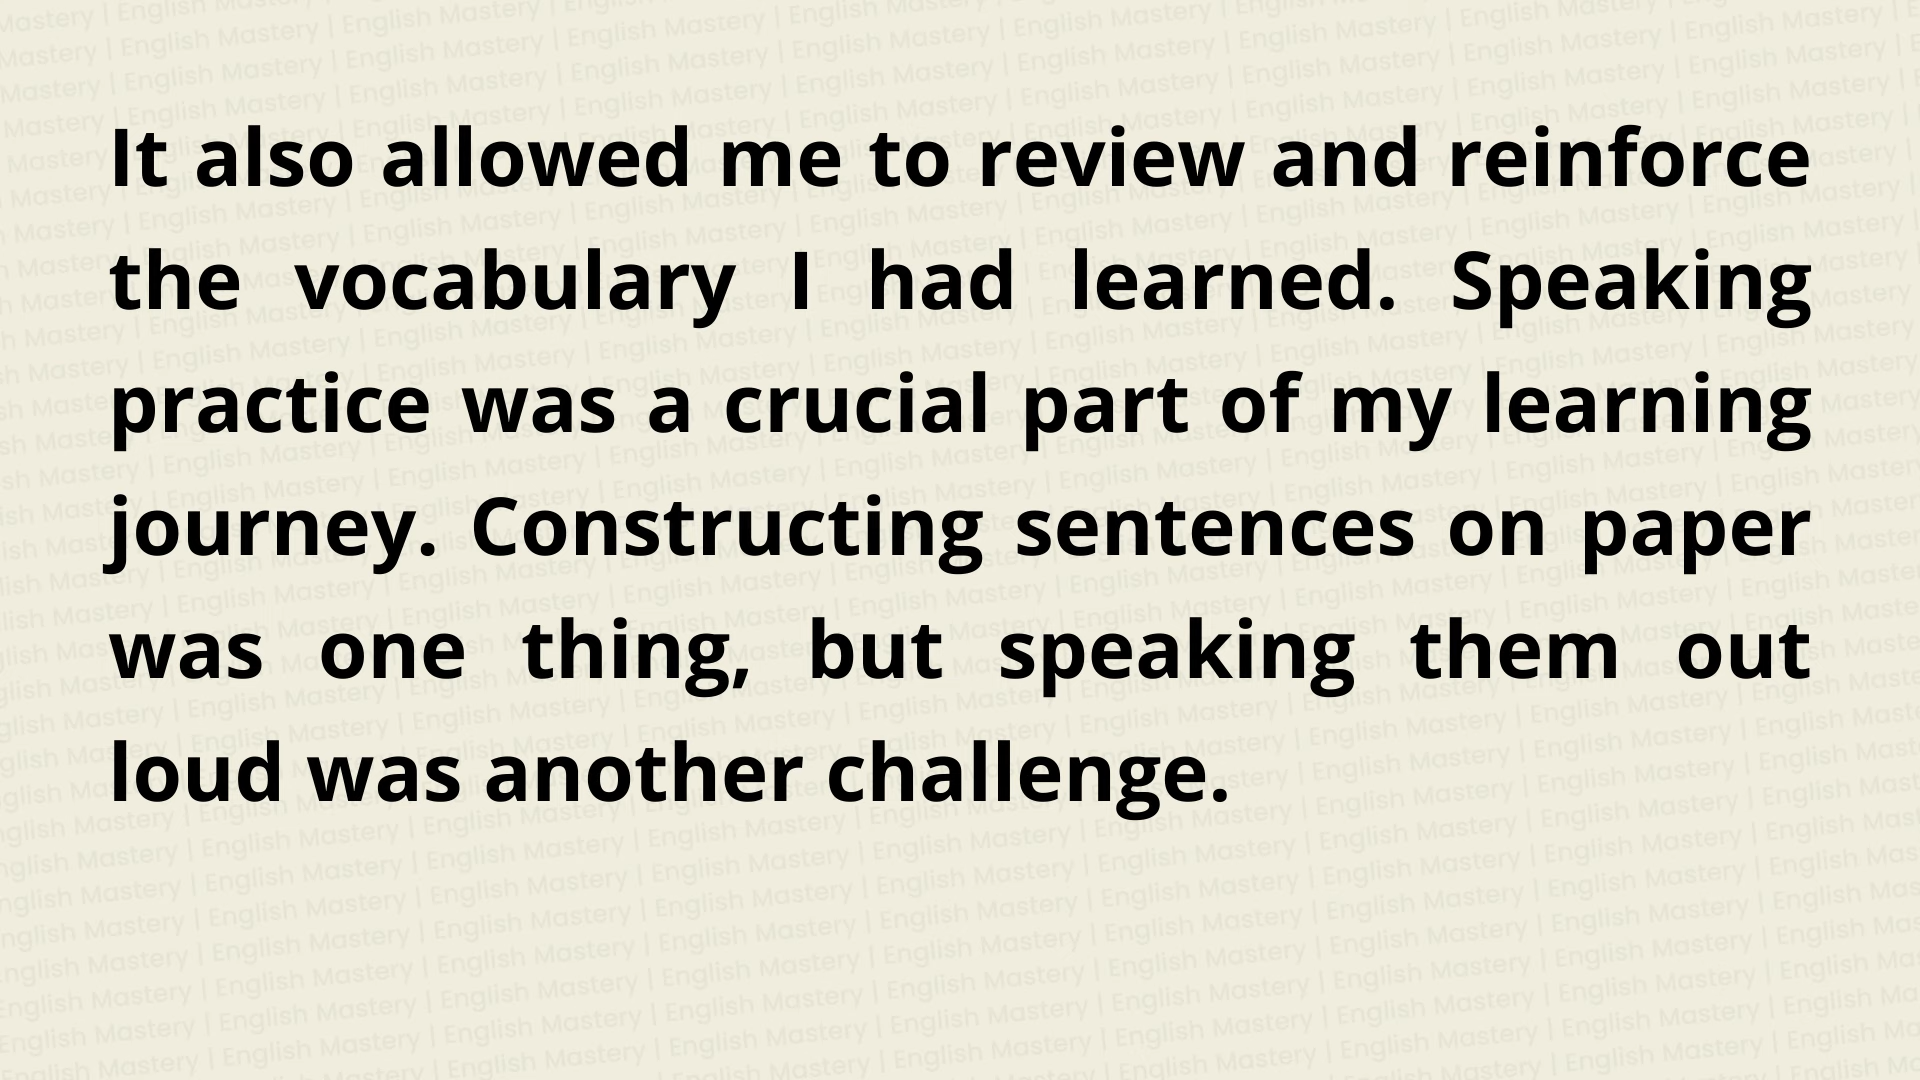 It also allowed me to review and reinforce
the vocabulary I had learned. Speaking
practice was a crucial part of my learning
journey. Constructing sentences on paper
was one thing, but speaking them out
loud was another challenge.